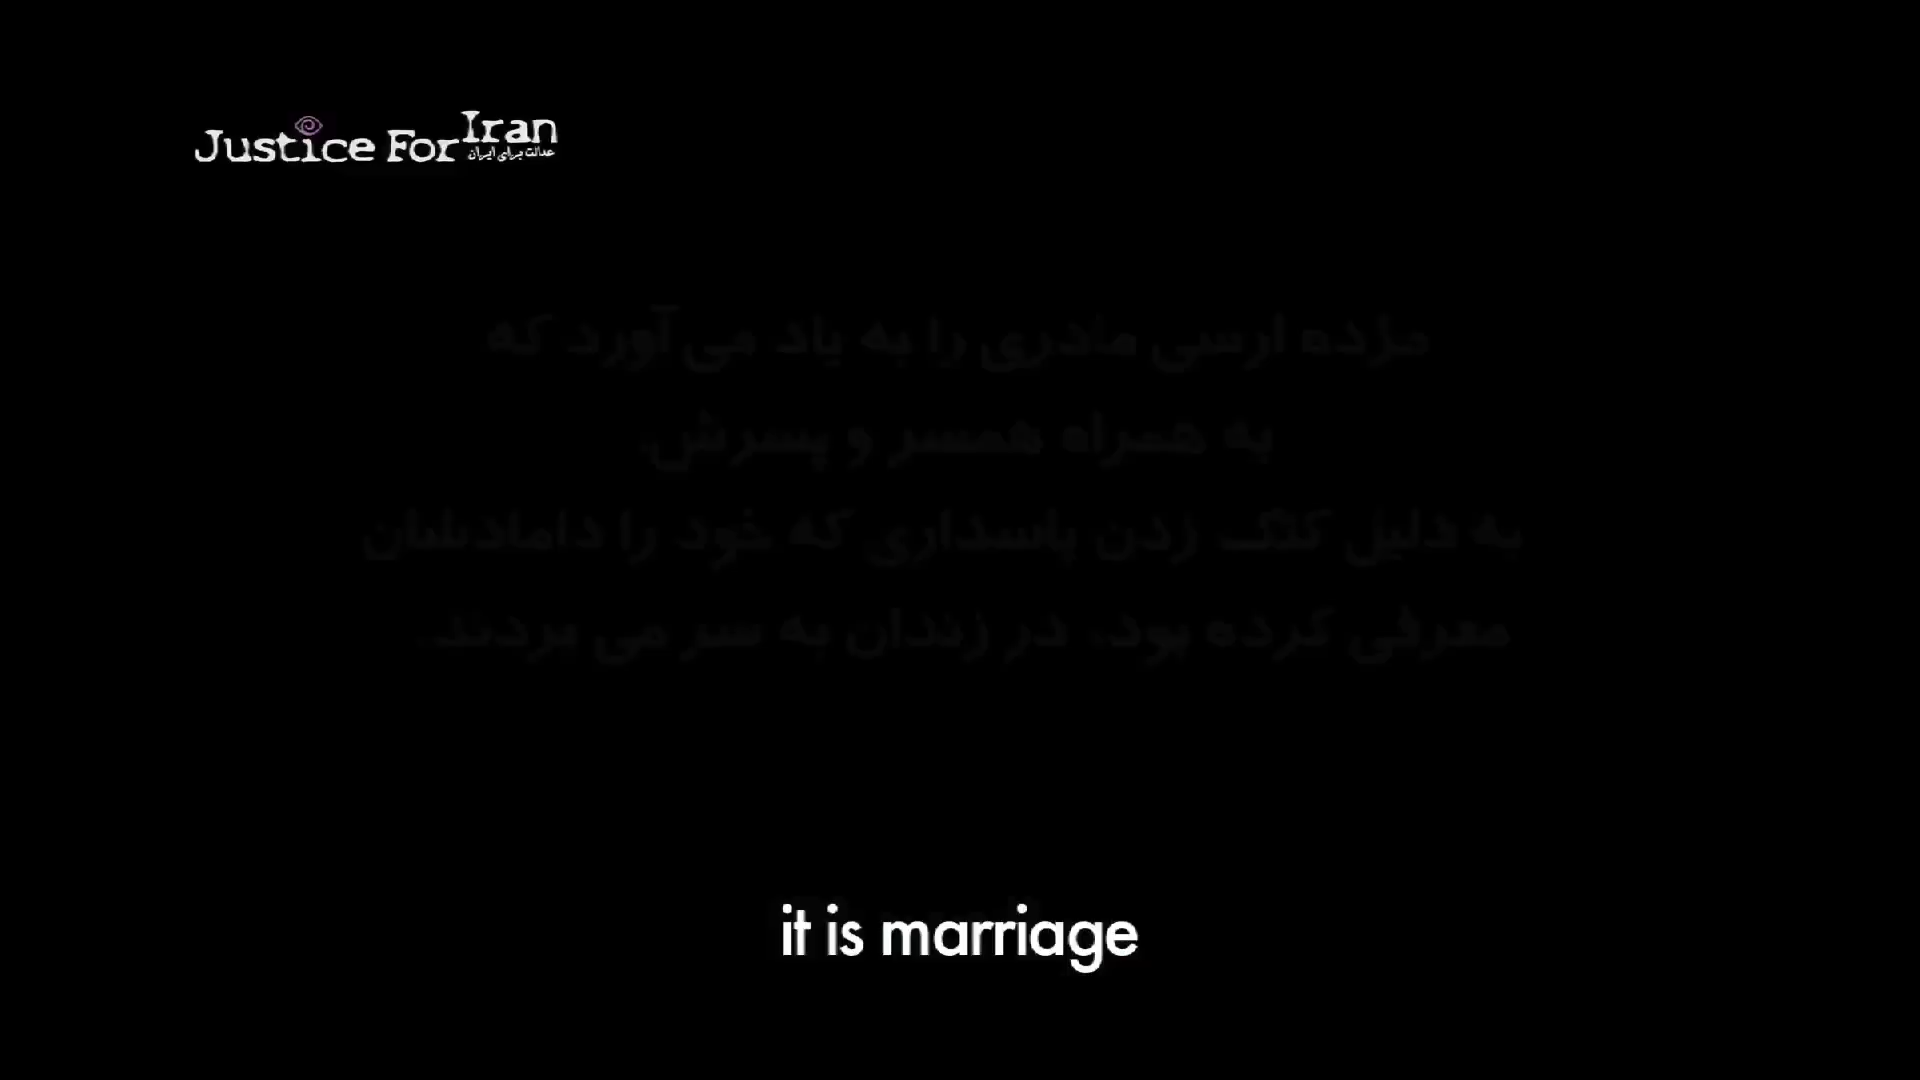 Justice For Iran
عدالت برای ایران
مژده ارسی مادری را به یاد می‌آورد که
به همراه همسر و پسرش،
به دلیل کتک زدن پاسداری که خود را دامادشان
معرفی کرده بود، در زندان به سر می بردند.
it is marriage